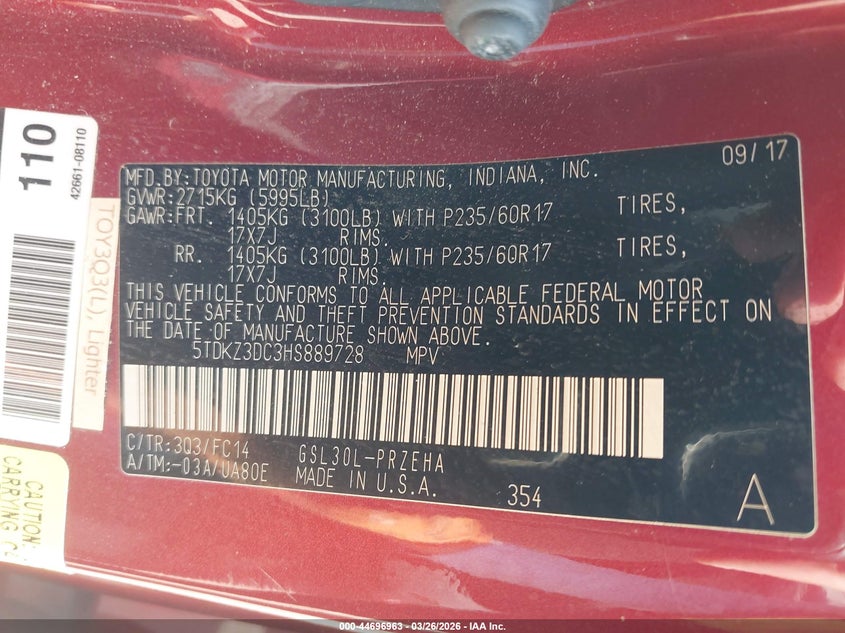 110
42661-08110
TOY3Q3(L), Lighter
CAUTION:
CARRYING
MFD.BY:TOYOTA MOTOR MANUFACTURING, INDIANA, INC. 09/17
GVWR:2715KG (5995LB)
GAWR:FRT. 1405KG (3100LB) WITH P235/60R17 TIRES,
17X7J RIMS.
RR. 1405KG (3100LB) WITH P235/60R17 TIRES,
17X7J RIMS.
THIS VEHICLE CONFORMS TO ALL APPLICABLE FEDERAL MOTOR
VEHICLE SAFETY AND THEFT PREVENTION STANDARDS IN EFFECT ON
THE DATE OF MANUFACTURE SHOWN ABOVE.
5TDKZ3DC3HS889728 MPV
C/TR:3Q3/FC14 GSL30L-PRZEHA
A/TM:-03A/UA80E MADE IN U.S.A. 354 A
000-44696963 - 03/26/2026 - IAA Inc.